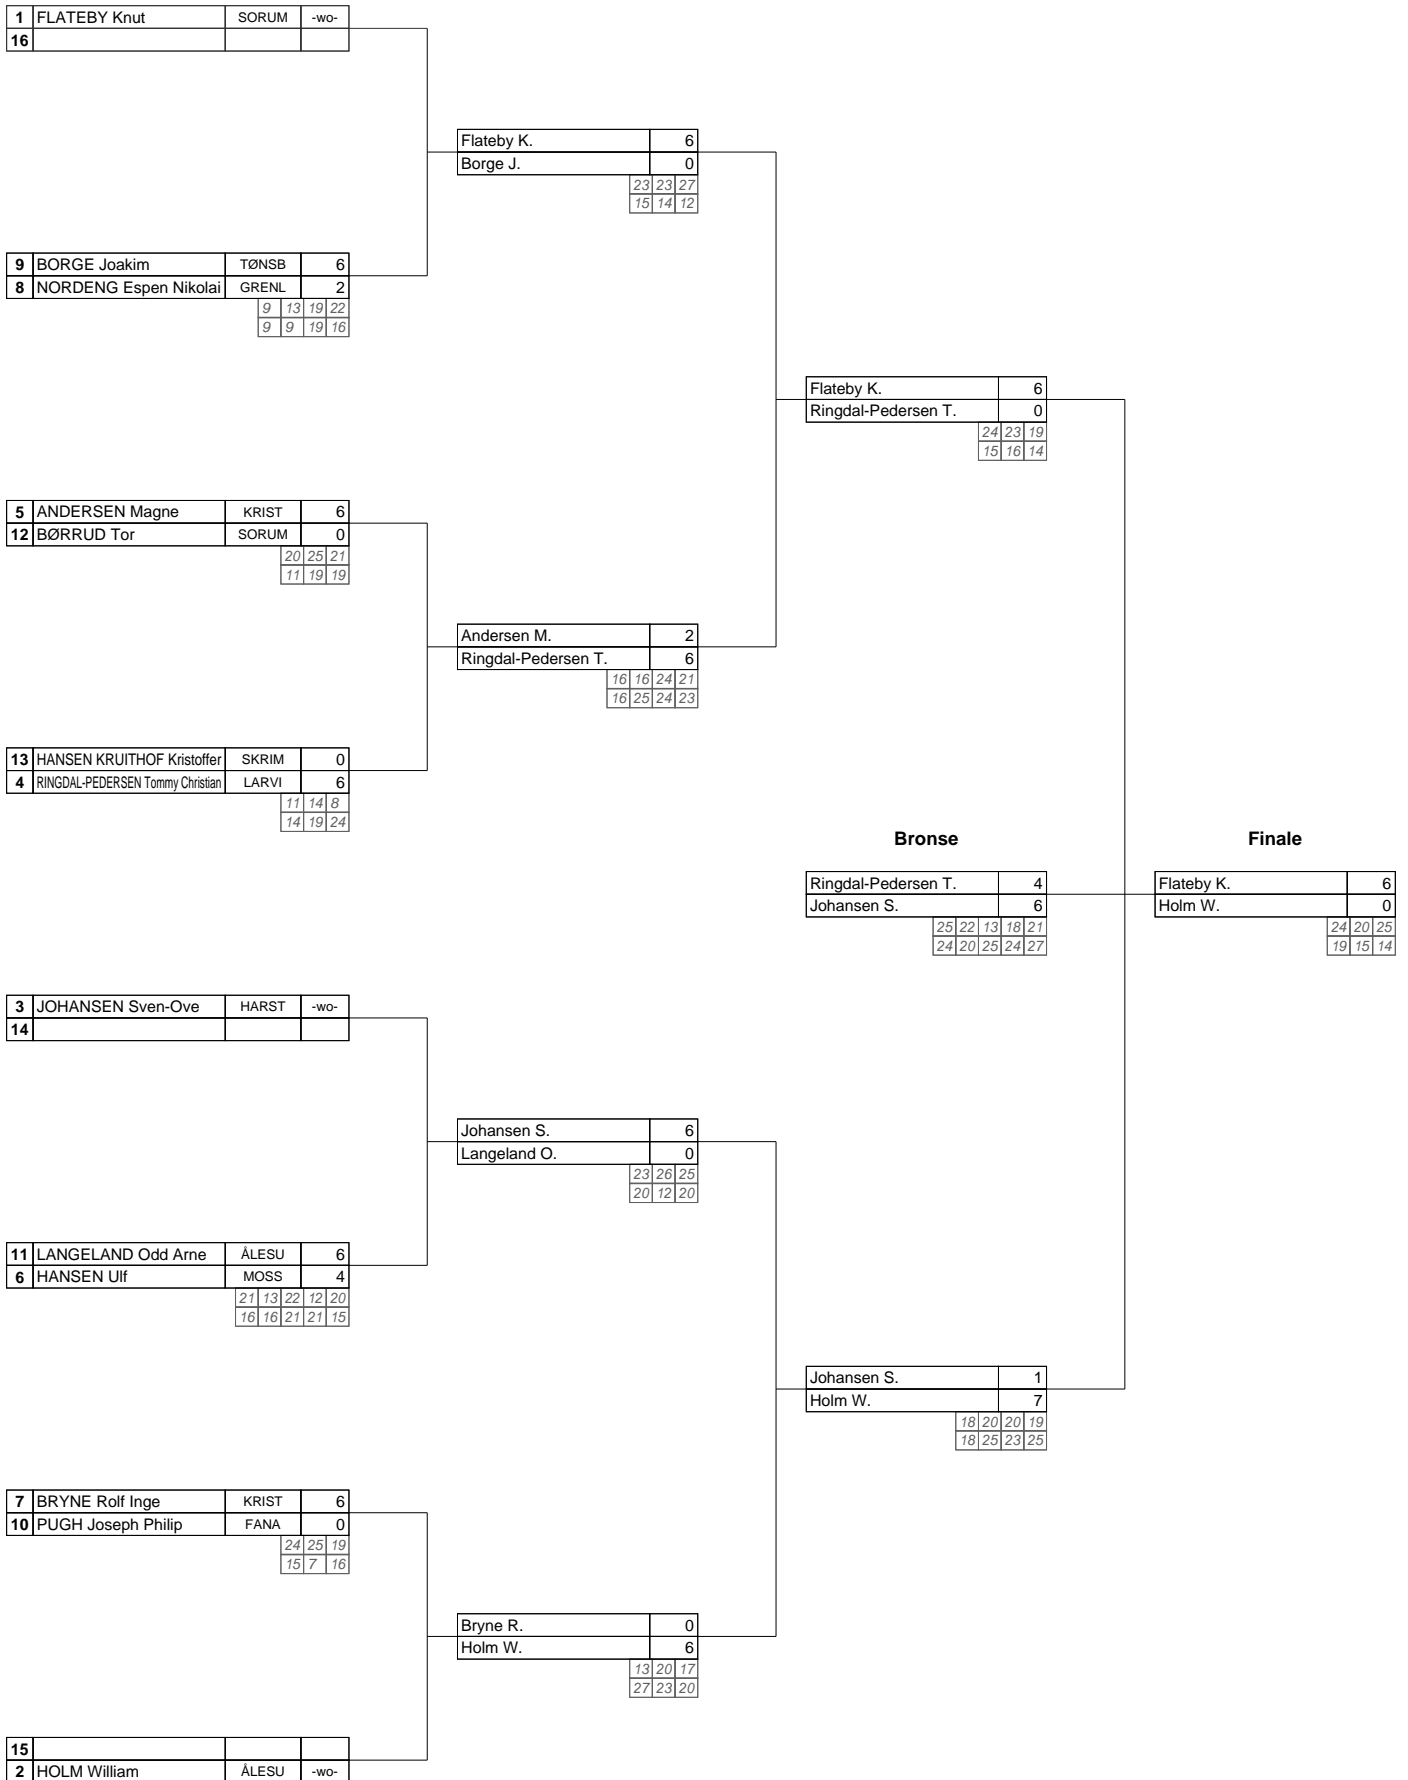 1 FLATEBY Knut SORUM -wo-
16
Flateby K. 6
Borge J. 0
23 23 27
15 14 12
9 BORGE Joakim TØNSB 6
8 NORDENG Espen Nikolai GRENL 2
9 13 19 22
9 9 19 16
Flateby K. 6
Ringdal-Pedersen T. 0
24 23 19
15 16 14
5 ANDERSEN Magne KRIST 6
12 BØRRUD Tor SORUM 0
20 25 21
11 19 19
Andersen M. 2
Ringdal-Pedersen T. 6
16 16 24 21
16 25 24 23
13 HANSEN KRUITHOF Kristoffer SKRIM 0
4 RINGDAL-PEDERSEN Tommy Christian LARVI 6
11 14 8
14 19 24
Bronse Finale
Ringdal-Pedersen T. 4 Flateby K. 6
Johansen S. 6 Holm W. 0
25 22 13 18 21 24 20 25
24 20 25 24 27 19 15 14
3 JOHANSEN Sven-Ove HARST -wo-
14
Johansen S. 6
Langeland O. 0
23 26 25
20 12 20
11 LANGELAND Odd Arne ÅLESU 6
6 HANSEN Ulf MOSS 4
21 13 22 12 20
16 16 21 21 15
Johansen S. 1
Holm W. 7
18 20 20 19
18 25 23 25
7 BRYNE Rolf Inge KRIST 6
10 PUGH Joseph Philip FANA 0
24 25 19
15 7 16
Bryne R. 0
Holm W. 6
13 20 17
27 23 20
15
2 HOLM William ÅLESU -wo-